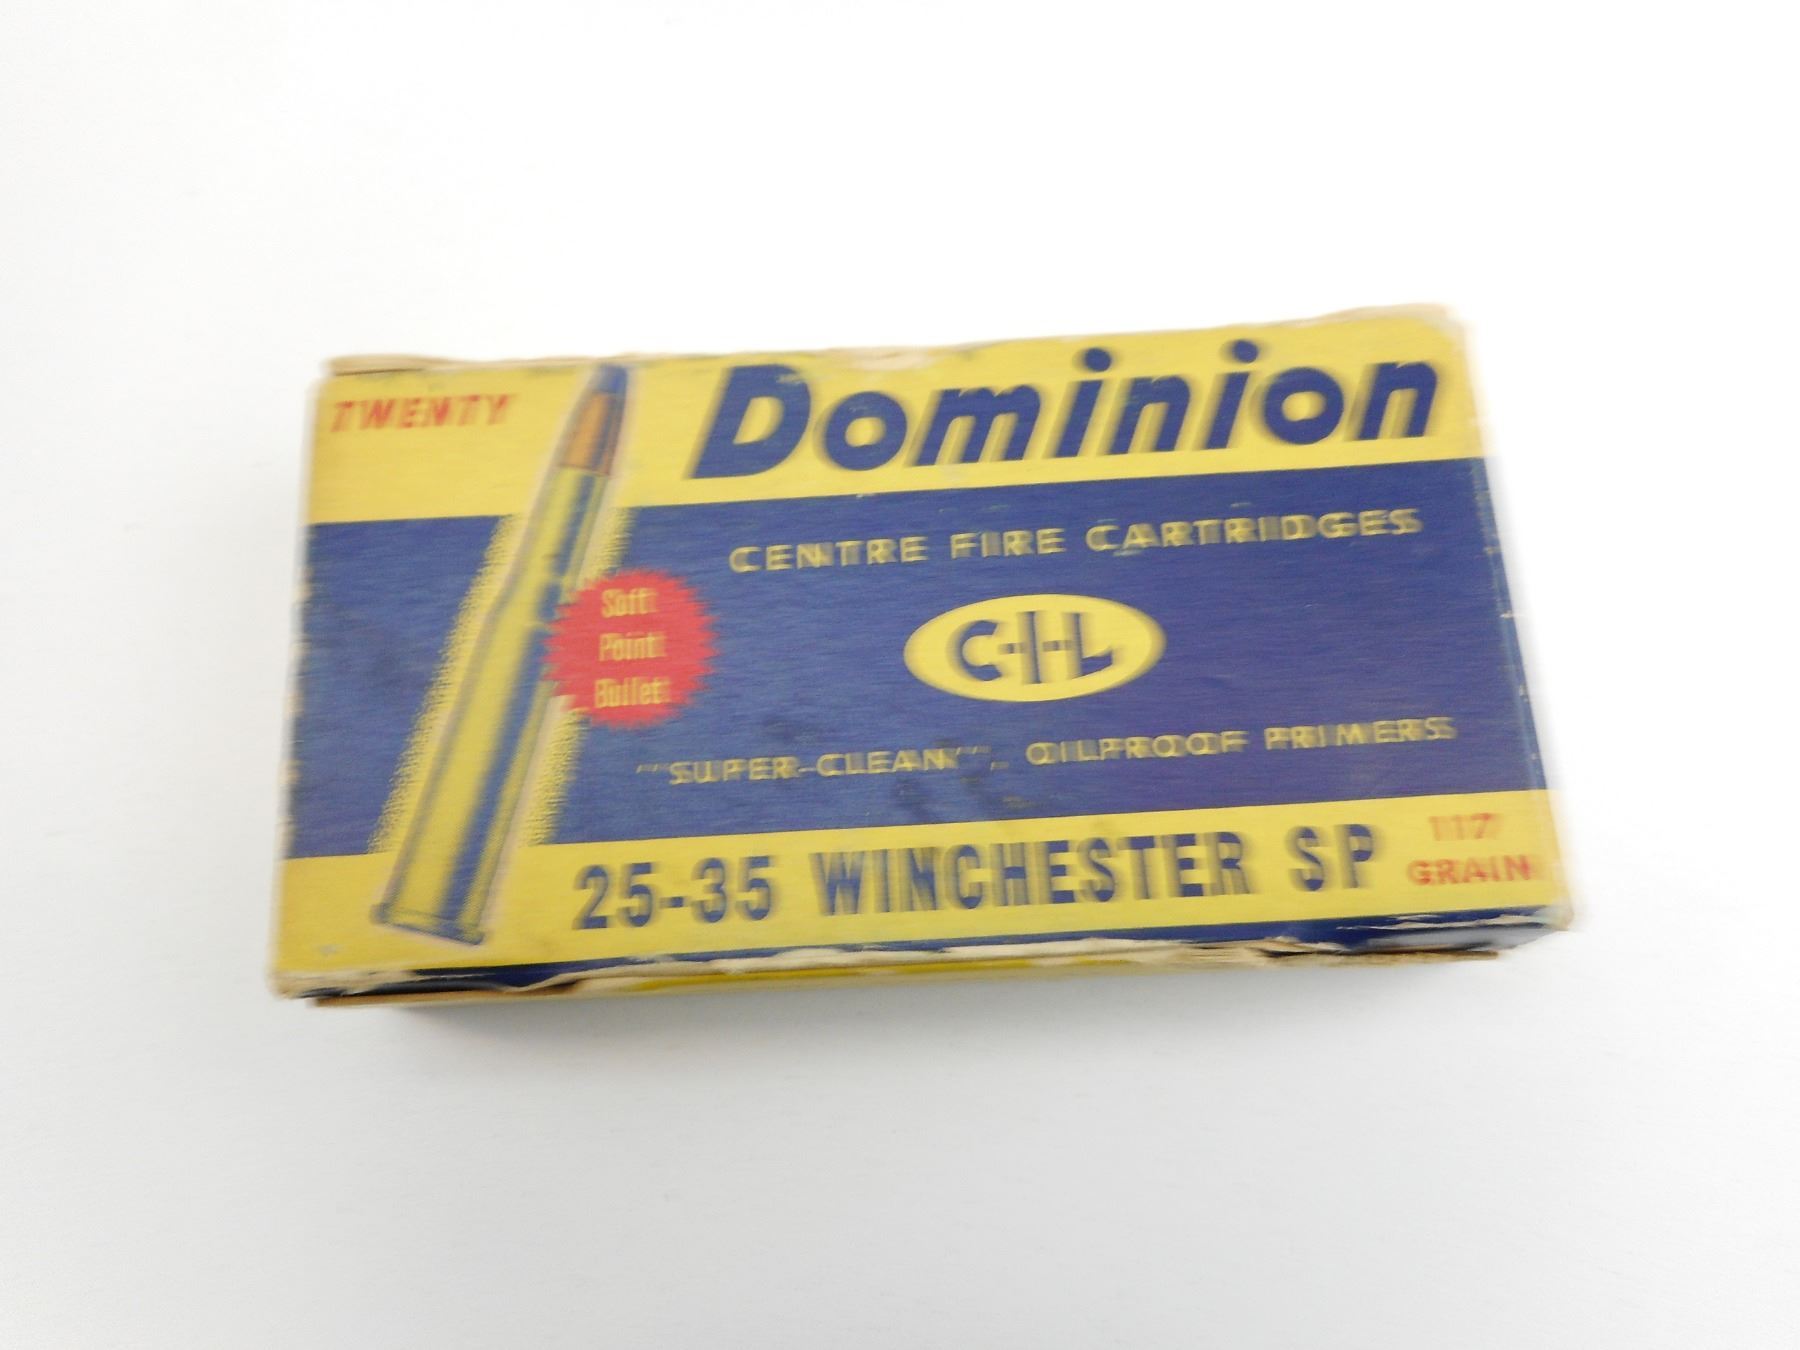 TWENTY
Dominion
CENTRE FIRE CARTRIDGES
Soft
Point
Bullet
C-I-L
"SUPER-CLEAN", OILPROOF PRIMERS
25-35 WINCHESTER SP
117
GRAIN